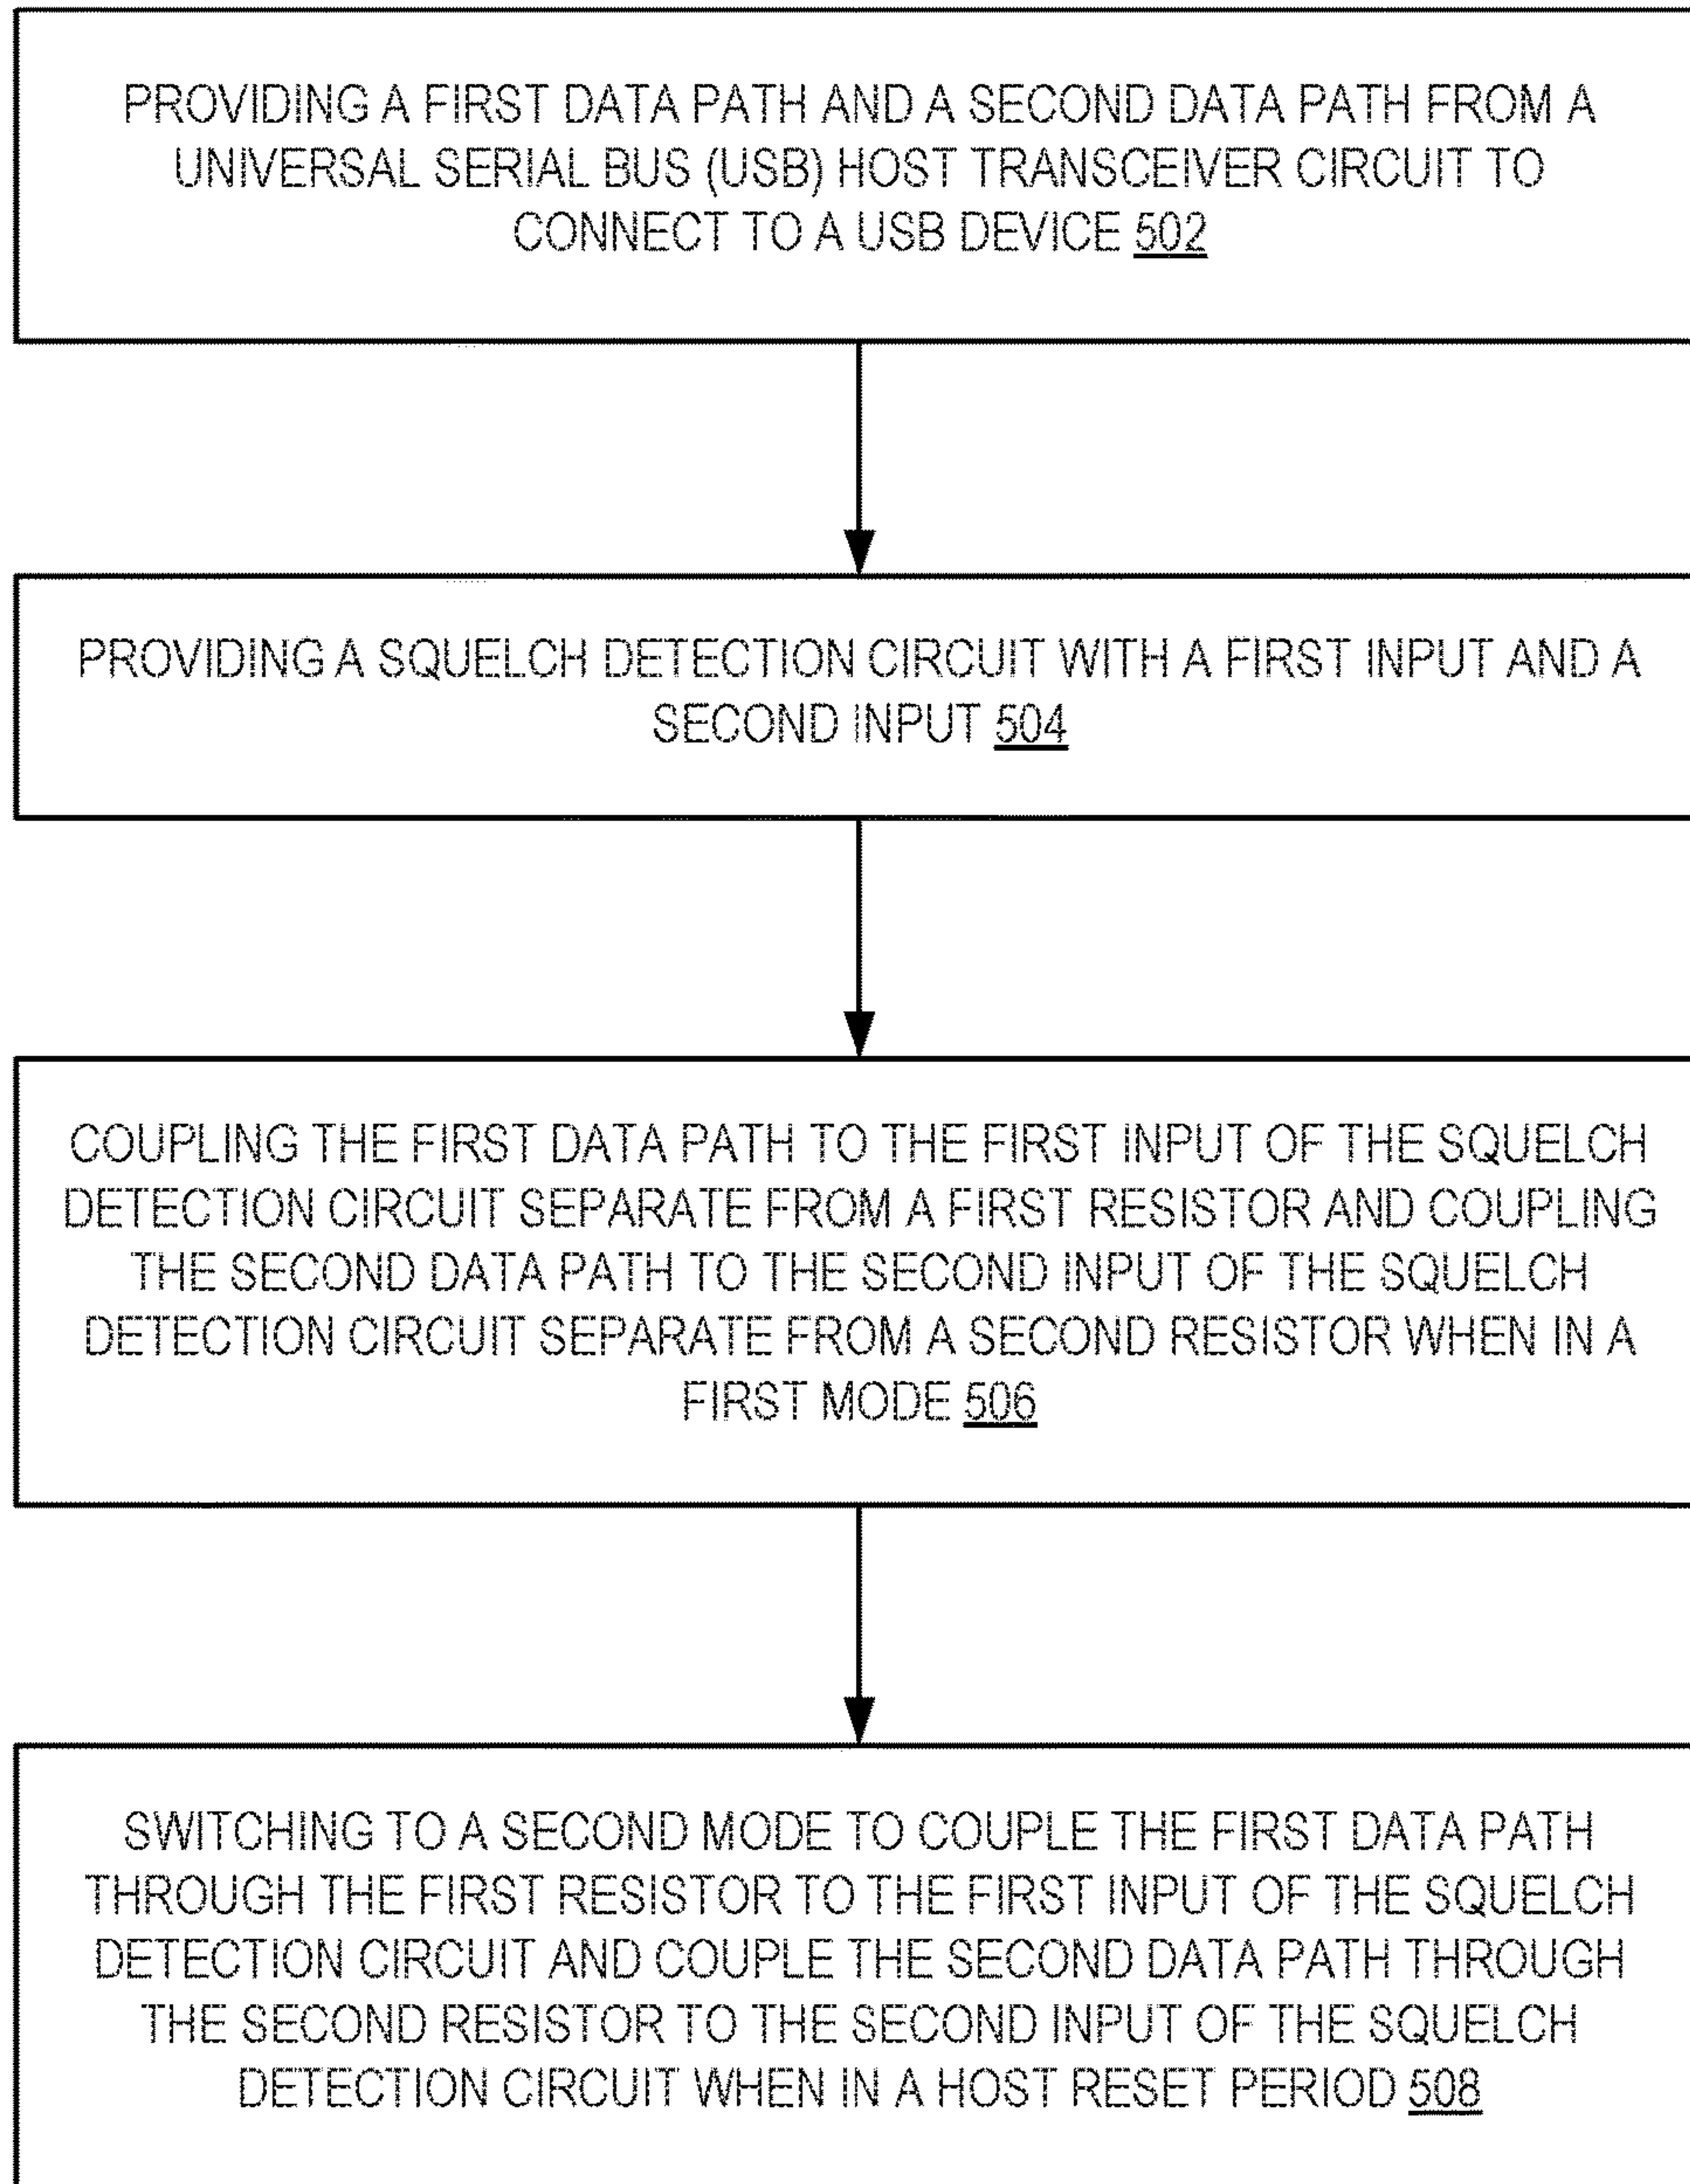 PROVIDING A FIRST DATA PATH AND A SECOND DATA PATH FROM A
UNIVERSAL SERIAL BUS (USB) HOST TRANSCEIVER CIRCUIT TO
CONNECT TO A USB DEVICE 502
PROVIDING A SQUELCH DETECTION CIRCUIT WITH A FIRST INPUT AND A
SECOND INPUT 504
COUPLING THE FIRST DATA PATH TO THE FIRST INPUT OF THE SQUELCH
DETECTION CIRCUIT SEPARATE FROM A FIRST RESISTOR AND COUPLING
THE SECOND DATA PATH TO THE SECOND INPUT OF THE SQUELCH
DETECTION CIRCUIT SEPARATE FROM A SECOND RESISTOR WHEN IN A
FIRST MODE 506
SWITCHING TO A SECOND MODE TO COUPLE THE FIRST DATA PATH
THROUGH THE FIRST RESISTOR TO THE FIRST INPUT OF THE SQUELCH
DETECTION CIRCUIT AND COUPLE THE SECOND DATA PATH THROUGH
THE SECOND RESISTOR TO THE SECOND INPUT OF THE SQUELCH
DETECTION CIRCUIT WHEN IN A HOST RESET PERIOD 508